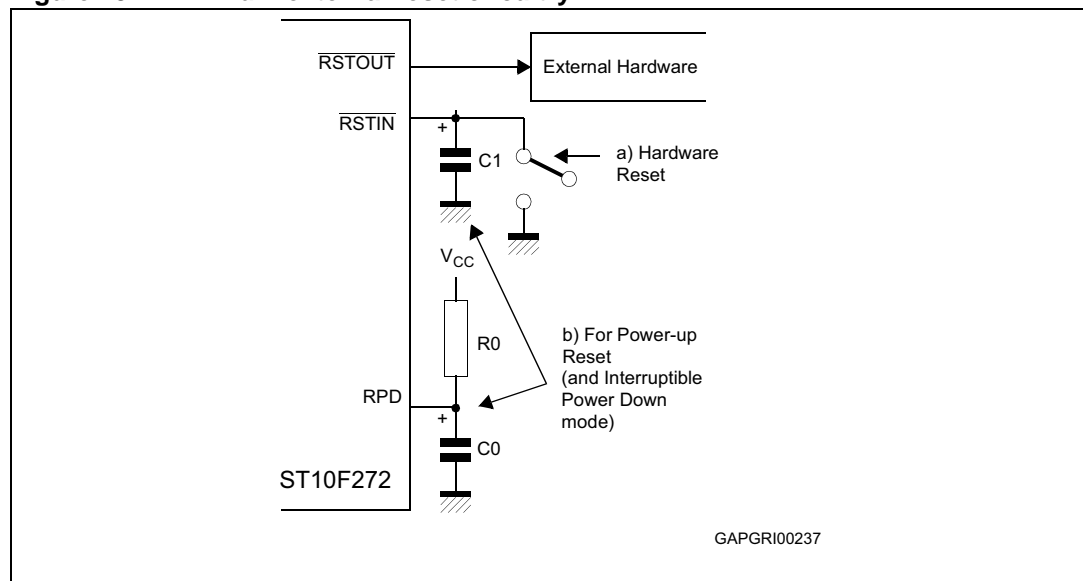 RSTOUT
External Hardware
RSTIN
+
C1
a) Hardware
Reset
VCC
R0
b) For Power-up
Reset
(and Interruptible
Power Down
mode)
RPD
+
C0
ST10F272
GAPGRI00237